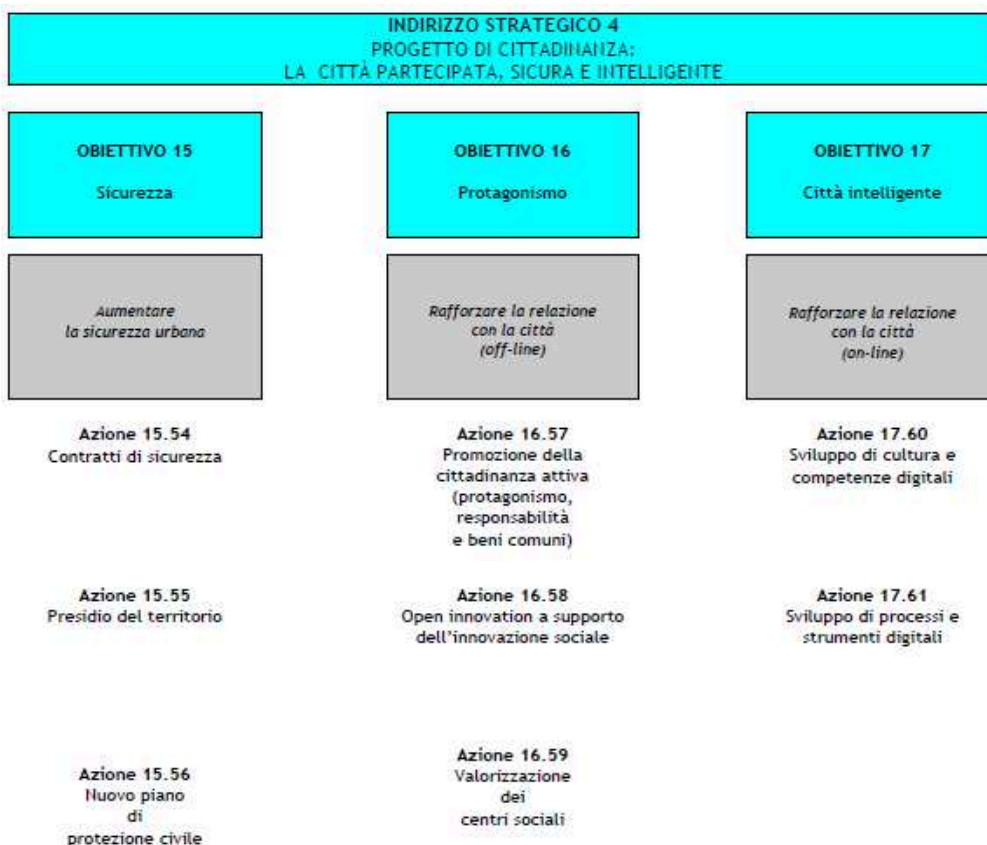 INDIRIZZO STRATEGICO 4
PROGETTO DI CITTADINANZA:
LA CITTÀ PARTECIPATA, SICURA E INTELLIGENTE
OBIETTIVO 15
Sicurezza
OBIETTIVO 16
Protagonismo
OBIETTIVO 17
Città intelligente
Aumentare
la sicurezza urbana
Rafforzare la relazione
con la città
(off-line)
Rafforzare la relazione
con la città
(on-line)
Azione 15.54
Contratti di sicurezza
Azione 16.57
Promozione della
cittadinanza attiva
(protagonismo,
responsabilità
e beni comuni)
Azione 17.60
Sviluppo di cultura e
competenze digitali
Azione 15.55
Presidio del territorio
Azione 16.58
Open innovation a supporto
dell'innovazione sociale
Azione 17.61
Sviluppo di processi e
strumenti digitali
Azione 15.56
Nuovo piano
di
protezione civile
Azione 16.59
Valorizzazione
dei
centri sociali